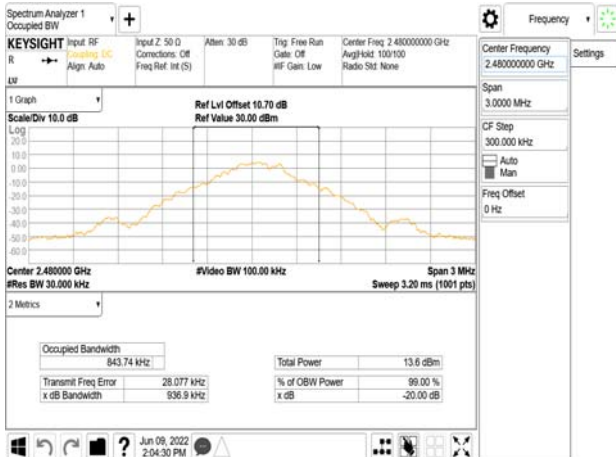 Spectrum Analyzer 1
Occupied BW
+
Frequency
KEYSIGHT
R
LXI
Input: RF
Coupling: DC
Align: Auto
Input Z: 50 Ω
Corrections: Off
Freq Ref: Int (S)
Atten: 30 dB
Trig: Free Run
Gate: Off
#IF Gain: Low
Center Freq: 2.480000000 GHz
Avg|Hold: 100/100
Radio Std: None
Center Frequency
2.480000000 GHz
Settings
Span
3.0000 MHz
CF Step
300.000 kHz
Auto
Man
Freq Offset
0 Hz
1 Graph
Scale/Div 10.0 dB
Ref Lvl Offset 10.70 dB
Ref Value 30.00 dBm
Log
20.0
10.0
0.00
-10.0
-20.0
-30.0
-40.0
-50.0
-60.0
Center 2.480000 GHz
#Res BW 30.000 kHz
#Video BW 100.00 kHz
Span 3 MHz
Sweep 3.20 ms (1001 pts)
2 Metrics
Occupied Bandwidth
843.74 kHz
Total Power 13.6 dBm
Transmit Freq Error 28.077 kHz
% of OBW Power 99.00 %
x dB Bandwidth 936.9 kHz
x dB -20.00 dB
?
Jun 09, 2022
2:04:30 PM